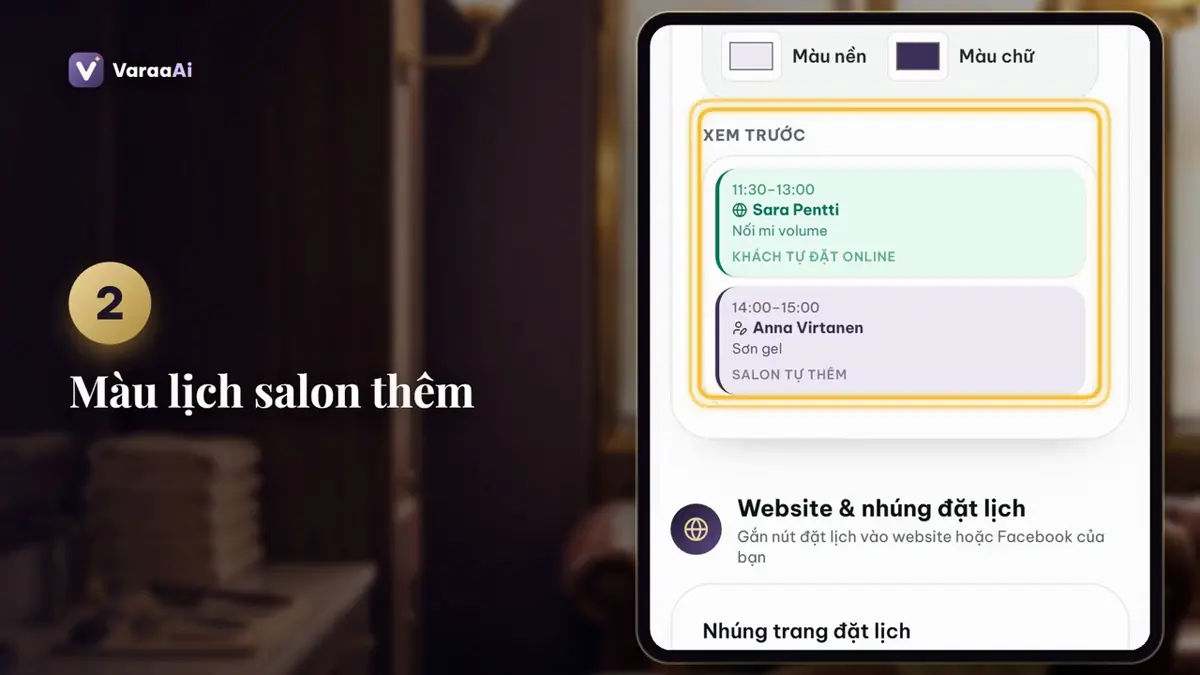 VaraaAi
2
Màu lịch salon thêm
Màu nền
Màu chữ
XEM TRƯỚC
11:30–13:00
Sara Pentti
Nối mi volume
KHÁCH TỰ ĐẶT ONLINE
14:00–15:00
Anna Virtanen
Sơn gel
SALON TỰ THÊM
Website & nhúng đặt lịch
Gắn nút đặt lịch vào website hoặc Facebook của
bạn
Nhúng trang đặt lịch